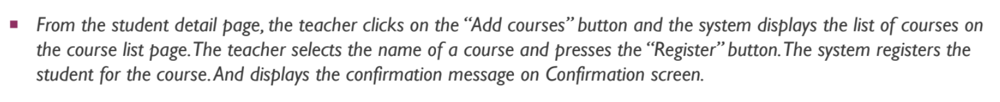 From the student detail page, the teacher clicks on the “Add courses” button and the system displays the list of courses on
the course list page. The teacher selects the name of a course and presses the “Register” button. The system registers the
student for the course. And displays the confirmation message on Confirmation screen.